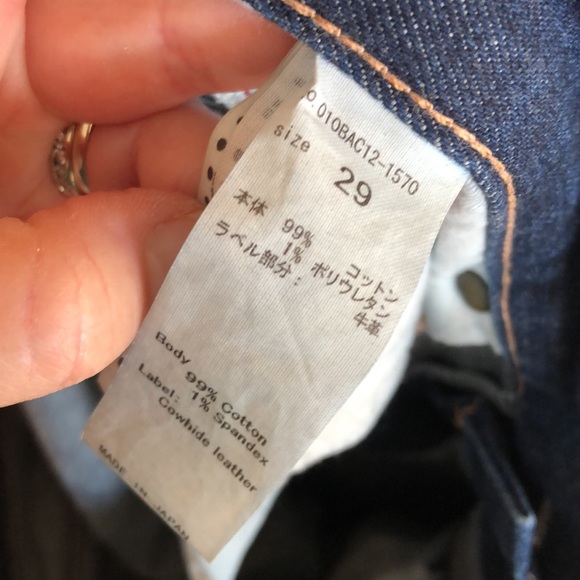 .010BAC12-1570
size 29
本体 99% コットン
1% ポリウレタン
ラベル部分: 牛革
Body 99% Cotton
1% Spandex
Label: Cowhide leather
MADE IN JAPAN